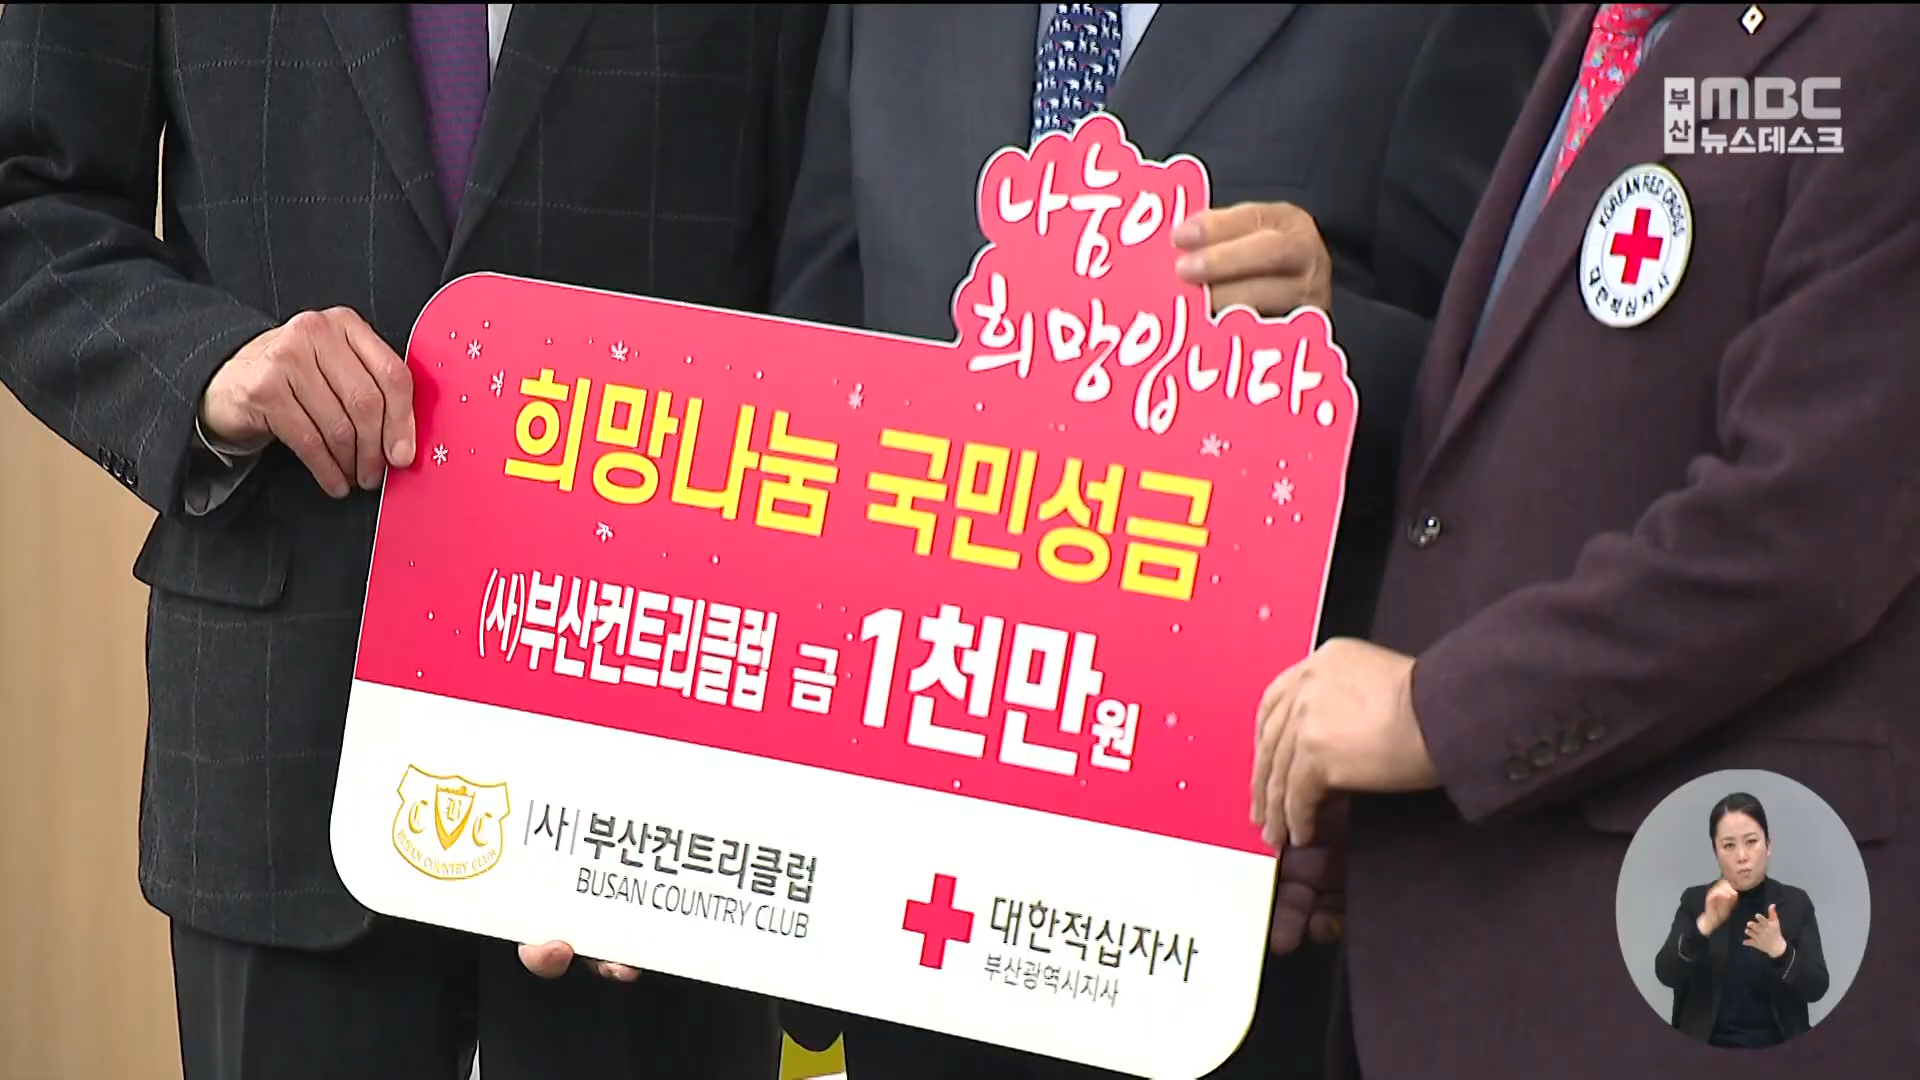 부산
MBC
뉴스데스크
KOREAN RED CROSS
대한적십자사
나눔이
희망입니다.
희망나눔 국민성금
(사)부산컨트리클럽 금 1천만원
C B C
BUSAN COUNTRY CLUB
|사| 부산컨트리클럽
BUSAN COUNTRY CLUB
대한적십자사
부산광역시지사